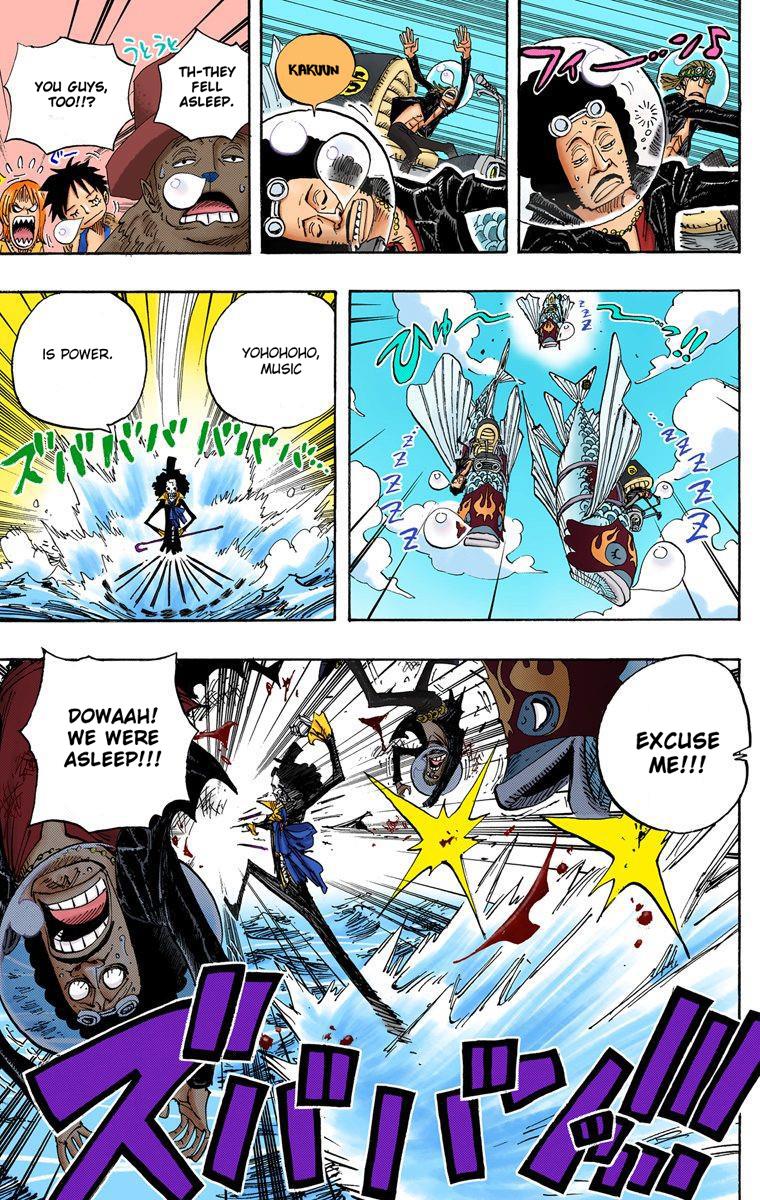 フィーーン♪
KAKUUN
TH-THEY
FELL
ASLEEP.
うとうと
YOU GUYS,
TOO!!?
ぐー
ひゅ〜〜〜!!
Z
Z
Z
Z
Z
Z
Z
Z
Z
Z
Z
Z
YOHOHOHO,
MUSIC
IS POWER.
ズババババババ…
EXCUSE
ME!!!
DOWAAH!
WE WERE
ASLEEP!!!
ズババン!!!